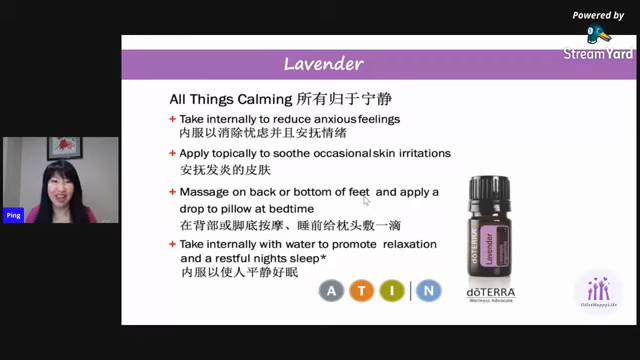 Powered by
StreamYard
Lavender
All Things Calming 所有归于宁静
+ Take internally to reduce anxious feelings
内服以消除忧虑并且安抚情绪
+ Apply topically to soothe occasional skin irritations
安抚发炎的皮肤
+ Massage on back or bottom of feet and apply a
drop to pillow at bedtime
在背部或脚底按摩、睡前给枕头敷一滴
+ Take internally with water to promote relaxation
and a restful nights sleep*
内服以使人平静好眠
A T I N
dōTERRA
Lavender
dōTERRA
Wellness Advocate
OilsHappyLife
Ping